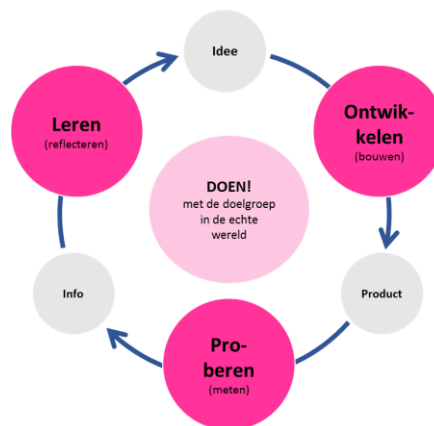 Idee
Ontwik-
kelen
(bouwen)
Product
Pro-
beren
(meten)
Info
Leren
(reflecteren)
DOEN!
met de doelgroep
in de echte
wereld